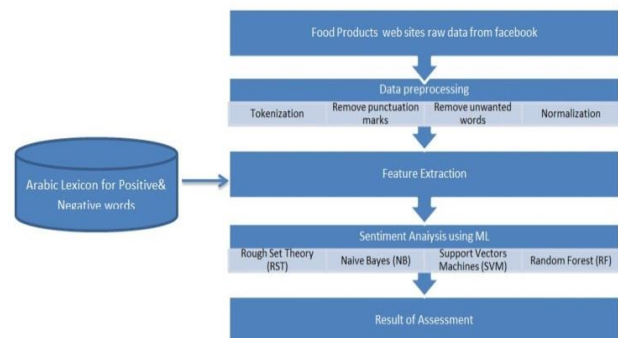 Food Products web sites raw data from facebook
Data preprocessing
Tokenization
Remove punctuation
marks
Remove unwanted
words
Normalization
Arabic Lexicon for Positive&
Negative words
Feature Extraction
Sentiment Analysis using ML
Rough Set Theory
(RST)
Naive Bayes (NB)
Support Vectors
Machines (SVM)
Random Forest (RF)
Result of Assessment